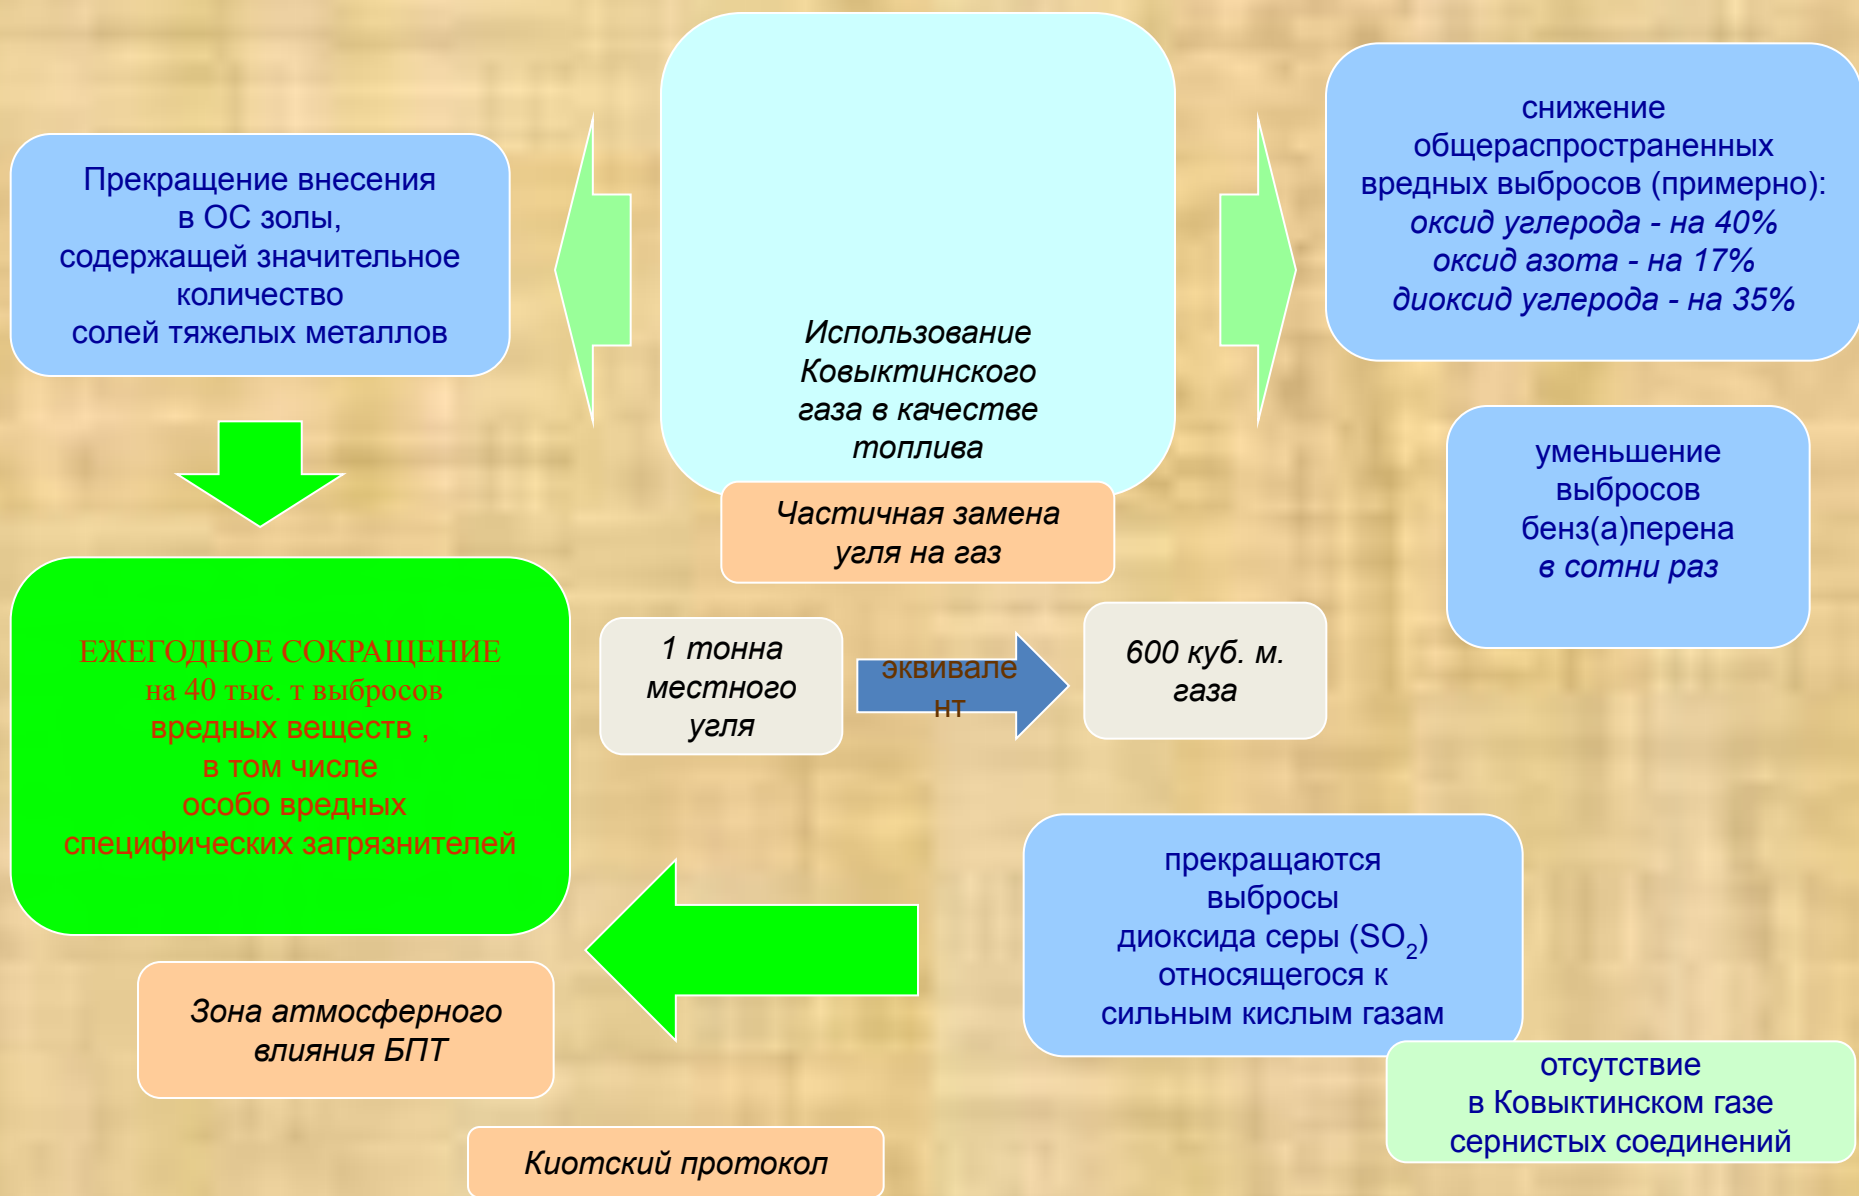 Прекращение внесения
в ОС золы,
содержащей значительное
количество
солей тяжелых металлов
Использование
Ковыктинского
газа в качестве
топлива
Частичная замена
угля на газ
снижение
общераспространенных
вредных выбросов (примерно):
оксид углерода - на 40%
оксид азота - на 17%
диоксид углерода - на 35%
уменьшение
выбросов
бенз(а)перена
в сотни раз
ЕЖЕГОДНОЕ СОКРАЩЕНИЕ
на 40 тыс. т выбросов
вредных веществ ,
в том числе
особо вредных
специфических загрязнителей
1 тонна
местного
угля
эквивале
нт
600 куб. м.
газа
прекращаются
выбросы
диоксида серы (SO₂)
относящегося к
сильным кислым газам
отсутствие
в Ковыктинском газе
сернистых соединений
Зона атмосферного
влияния БПТ
Киотский протокол